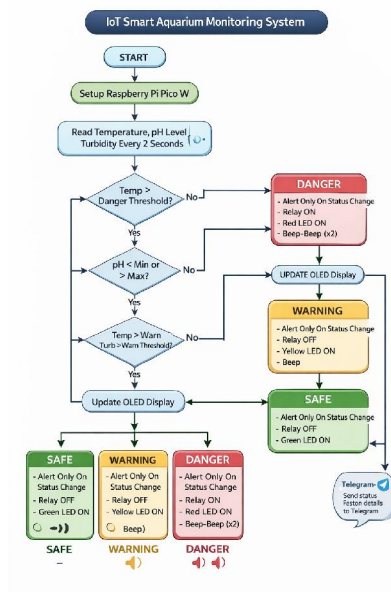 IoT Smart Aquarium Monitoring System
START
Setup Raspberry Pi Pico W
Read Temperature, pH Level
Turbidity Every 2 Seconds
Temp >
Danger Threshold?
No
Yes
pH < Min or
> Max?
No
Yes
Temp > Warn
Turb > Warn Threshold?
No
Yes
Update OLED Display
DANGER
- Alert Only On Status Change
- Relay ON
- Red LED ON
- Beep-Beep (x2)
UPDATE OLED Display
WARNING
- Alert Only On Status Change
- Relay OFF
- Yellow LED ON
- Beep
SAFE
- Alert Only On Status Change
- Relay OFF
- Green LED ON
Telegram-
Send status
Feston details
to Telegram
SAFE
- Alert Only On
Status Change
- Relay OFF
- Green LED ON
WARNING
- Alert Only On
Status Change
- Relay OFF
- Yellow LED ON
Beep)
DANGER
- Alert Only On
Status Change
- Relay ON
- Red LED ON
- Beep-Beep (x2)
SAFE
–
WARNING
DANGER